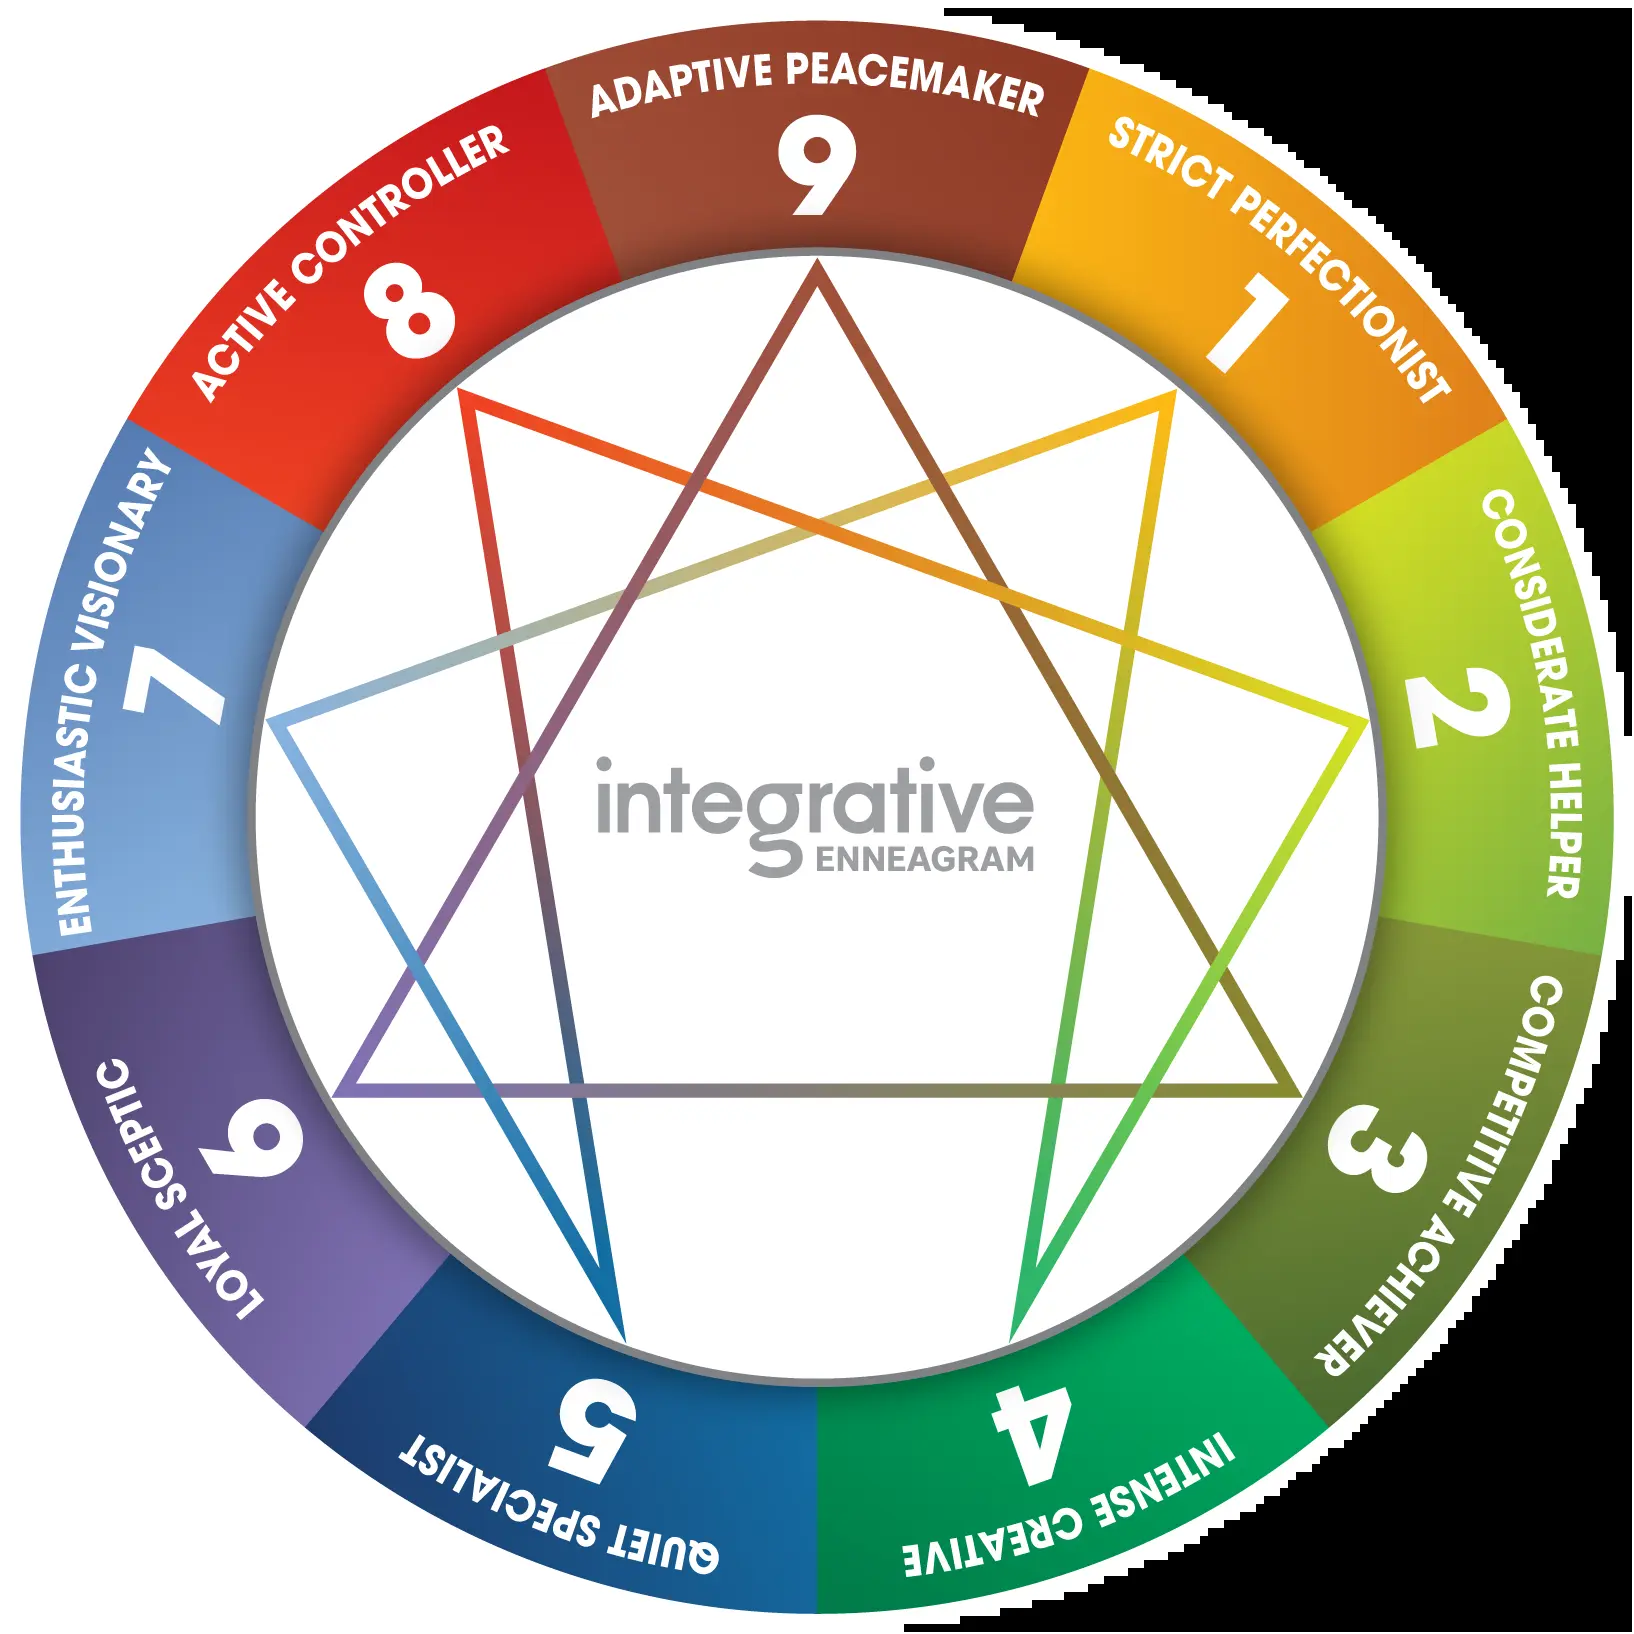 ADAPTIVE PEACEMAKER
9
STRICT PERFECTIONIST
1
CONSIDERATE HELPER
2
COMPETITIVE ACHIEVER
3
INTENSE CREATIVE
4
QUIET SPECIALIST
5
LOYAL SCEPTIC
6
ENTHUSIASTIC VISIONARY
7
ACTIVE CONTROLLER
8
integrative
ENNEAGRAM